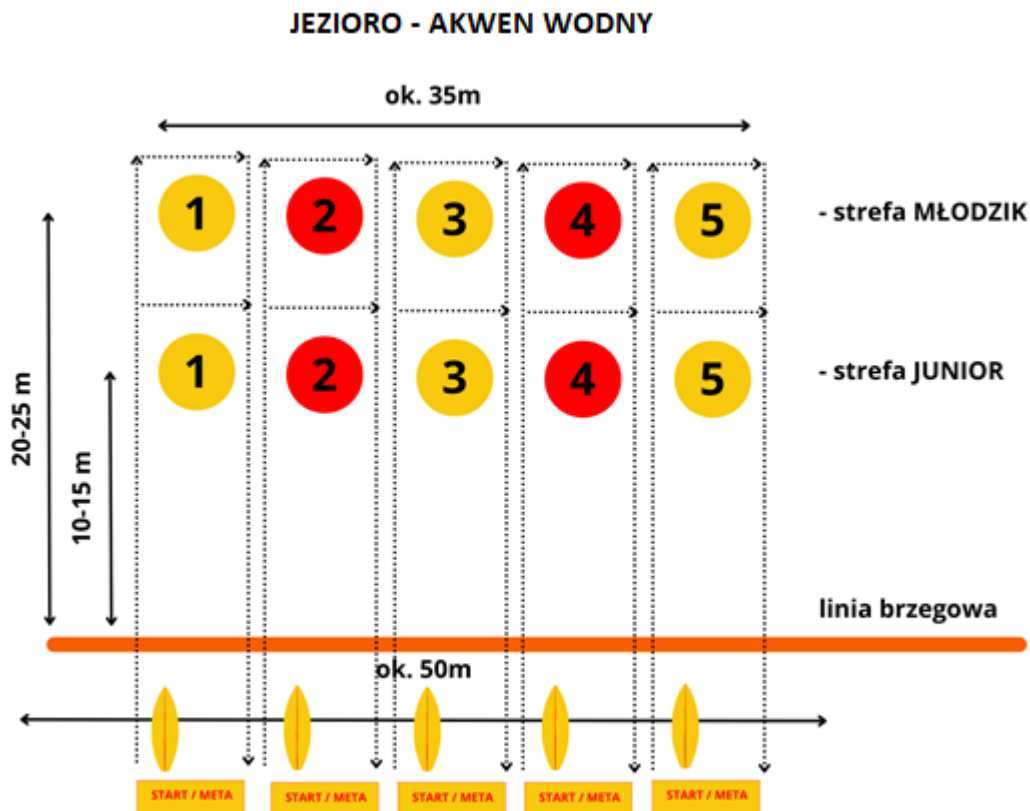 JEZIORO - AKWEN WODNY
ok. 35m
1 2 3 4 5 - strefa MŁODZIK
1 2 3 4 5 - strefa JUNIOR
20-25 m
10-15 m
linia brzegowa
ok. 50m
START / META START / META START / META START / META START / META